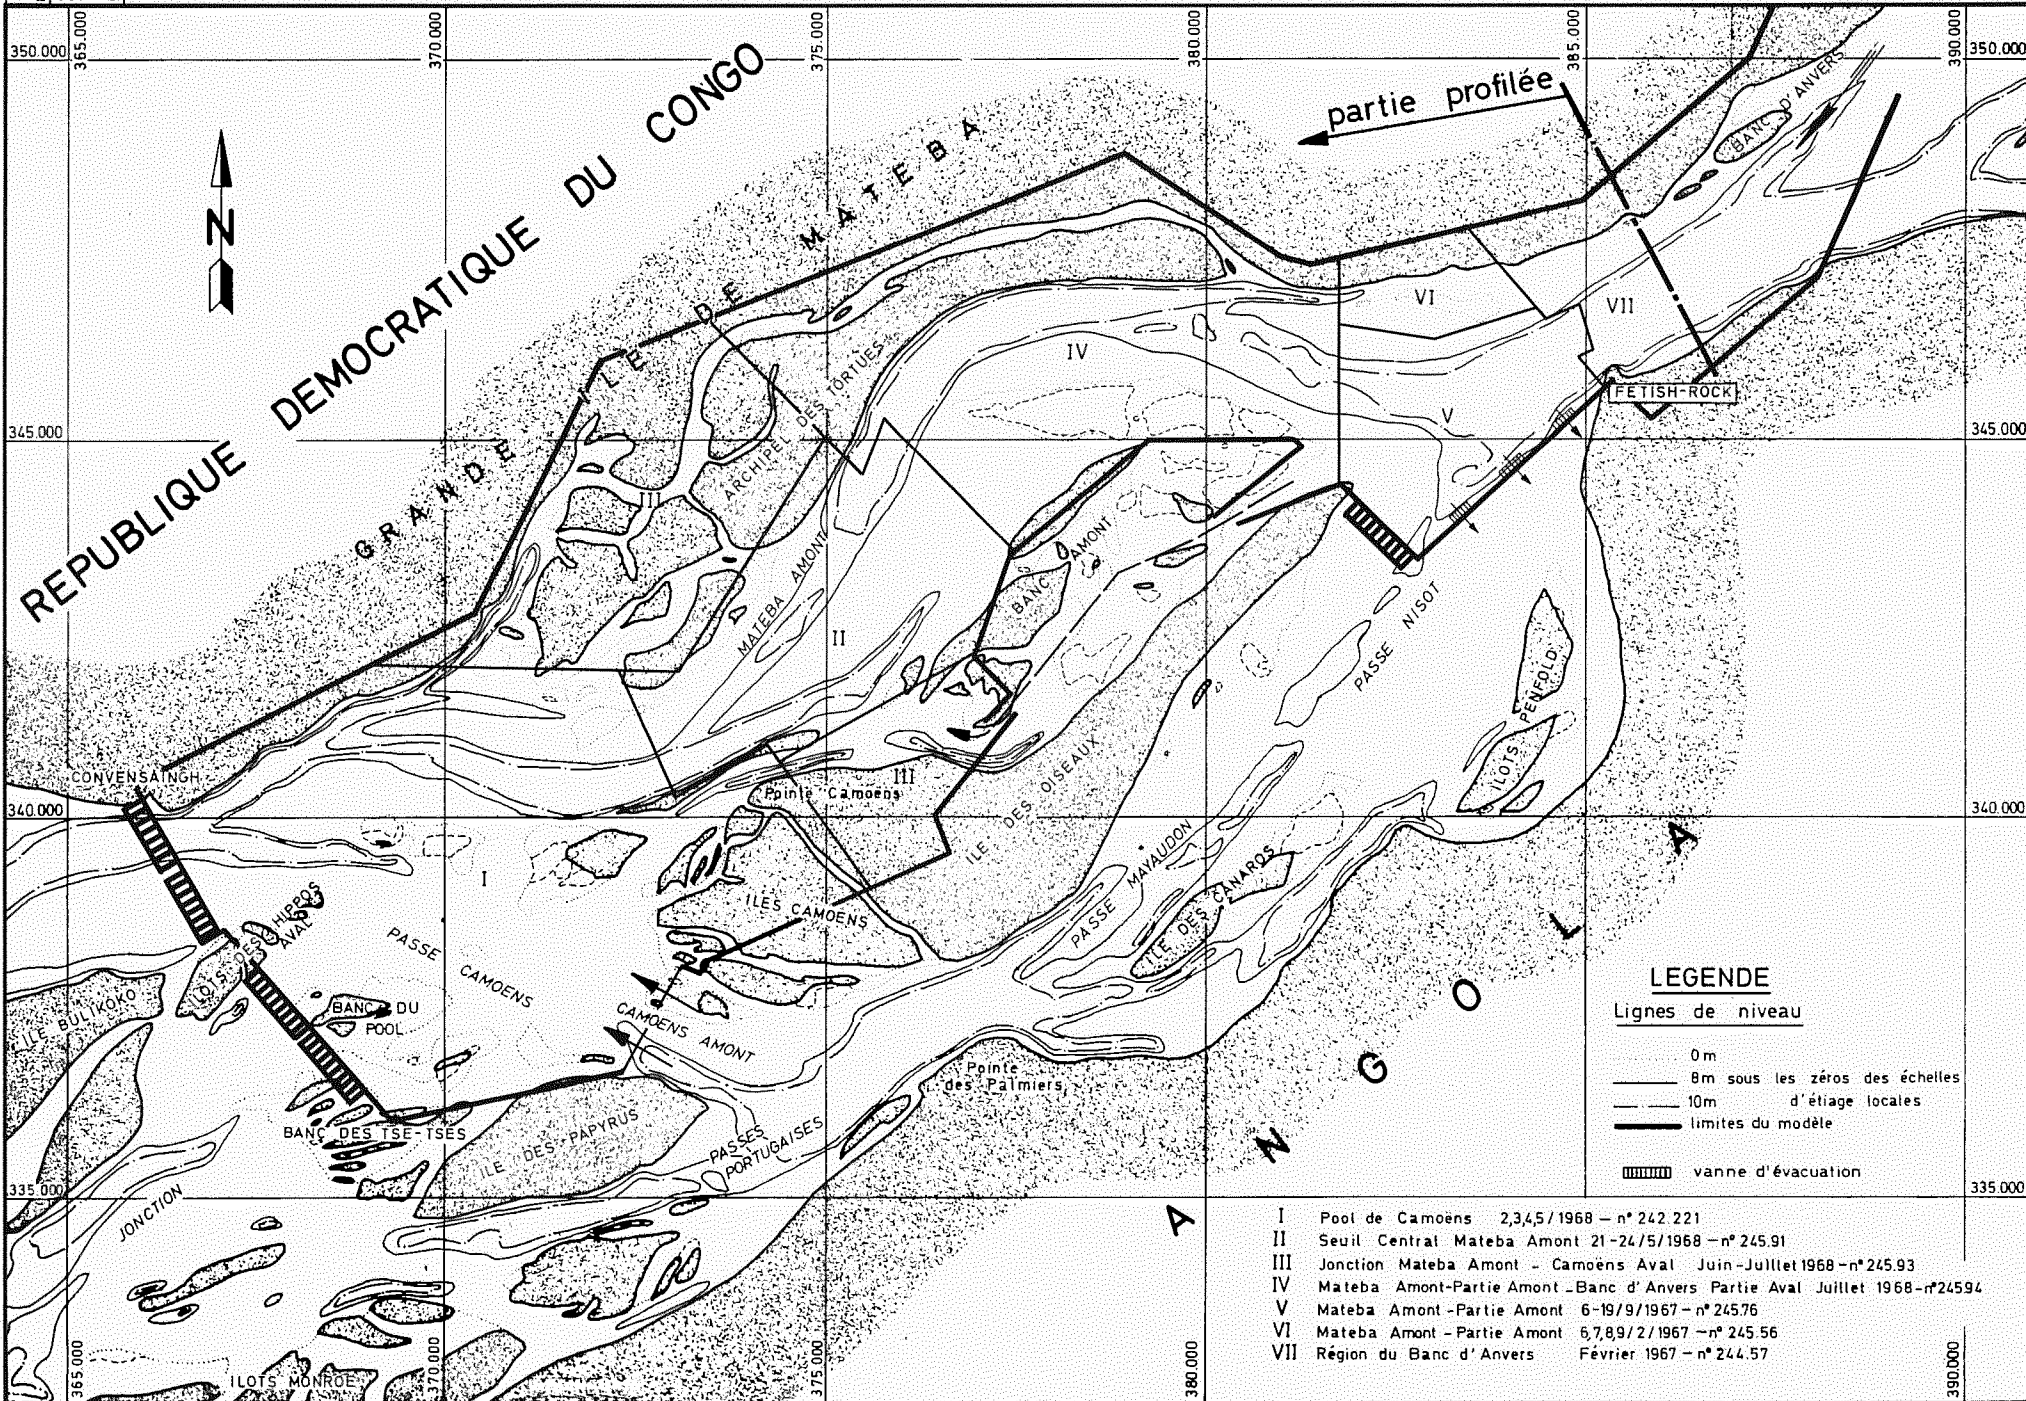 350.000
365.000
370.000
375.000
380.000
385.000
390.000
350.000
REPUBLIQUE DEMOCRATIQUE DU CONGO
partie profilée
BANC D'ANVERS
N
GRANDE ILE DE MATEBA
VI
VII
IV
V
FETISH-ROCK
345.000
345.000
ARCHIPEL DES TORTUES
III
MATEBA AMONT
II
BANC AMONT
PASSE NISOT
ILOTS PENFOLD
CONVENSAINGH
340.000
340.000
III
Pointe Camoëns
ILE DES OISEAUX
I
ILES CAMOËNS
PASSE MAYAUDON
ILE DES CANAROS
ILOTS DES HIPPOS
AVAL
PASSE CAMOENS
ILE BULIKOKO
BANC DU
POOL
CAMOENS AMONT
Pointe
des Palmiers
ANGOLA
BANC DES TSE-TSES
ILE DES PAPYRUS
PASSES
PORTUGAISES
JONCTION
335.000
335.000
ILOTS MONROE
365.000
370.000
375.000
380.000
390.000
LEGENDE
Lignes de niveau
0m
8m sous les zéros des échelles
10m d'étiage locales
limites du modèle
vanne d'évacuation
I Pool de Camoëns 2,3,4,5/1968 – n° 242.221
II Seuil Central Mateba Amont 21-24/5/1968 – n° 245.91
III Jonction Mateba Amont - Camoëns Aval Juin-Juillet 1968 - n° 245.93
IV Mateba Amont-Partie Amont - Banc d'Anvers Partie Aval Juillet 1968 - n° 245.94
V Mateba Amont - Partie Amont 6-19/9/1967 – n° 245.76
VI Mateba Amont - Partie Amont 6,7,8,9/2/1967 – n° 245.56
VII Région du Banc d'Anvers Février 1967 – n° 244.57